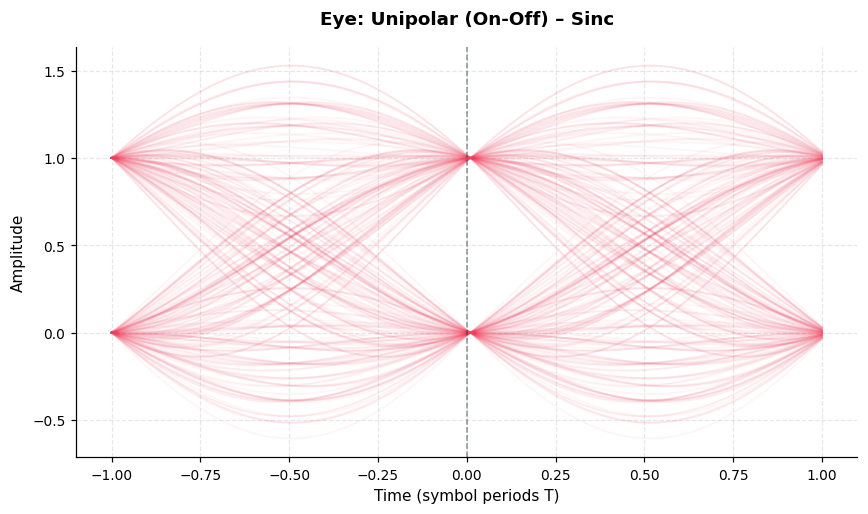 Eye: Unipolar (On-Off) – Sinc
Amplitude
1.5
1.0
0.5
0.0
−0.5
−1.00 −0.75 −0.50 −0.25 0.00 0.25 0.50 0.75 1.00
Time (symbol periods T)